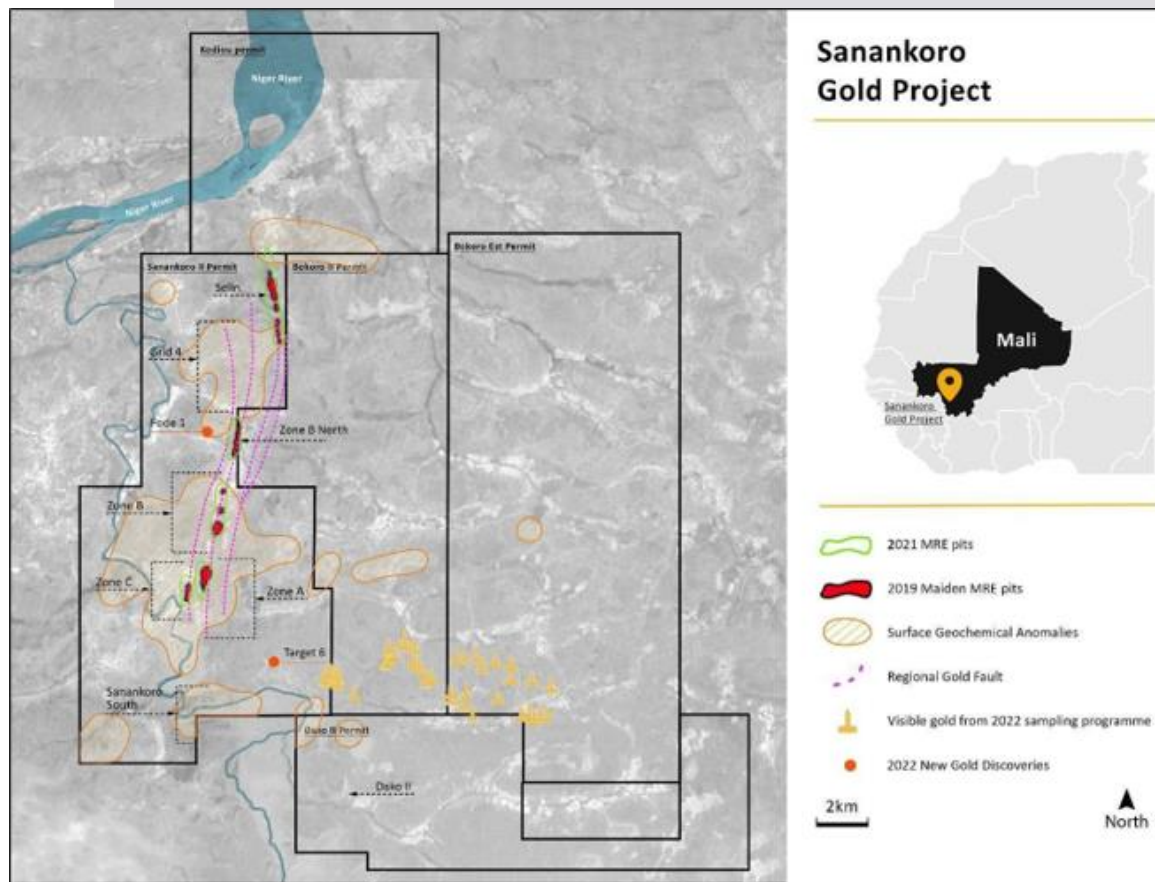 Sanankoro
Gold Project
Kodiou permit
Niger River
Niger River
Sanankoro II Permit
Bokoro II Permit
Bokoro Est Permit
Selin
Grid 4
Fode 1
Zone B North
Zone B
Zone C
Zone A
Target 6
Sanankoro
South
Dako II Permit
Dako II
Mali
Sanankoro
Gold Project
2021 MRE pits
2019 Maiden MRE pits
Surface Geochemical Anomalies
Regional Gold Fault
Visible gold from 2022 sampling programme
2022 New Gold Discoveries
2km
North